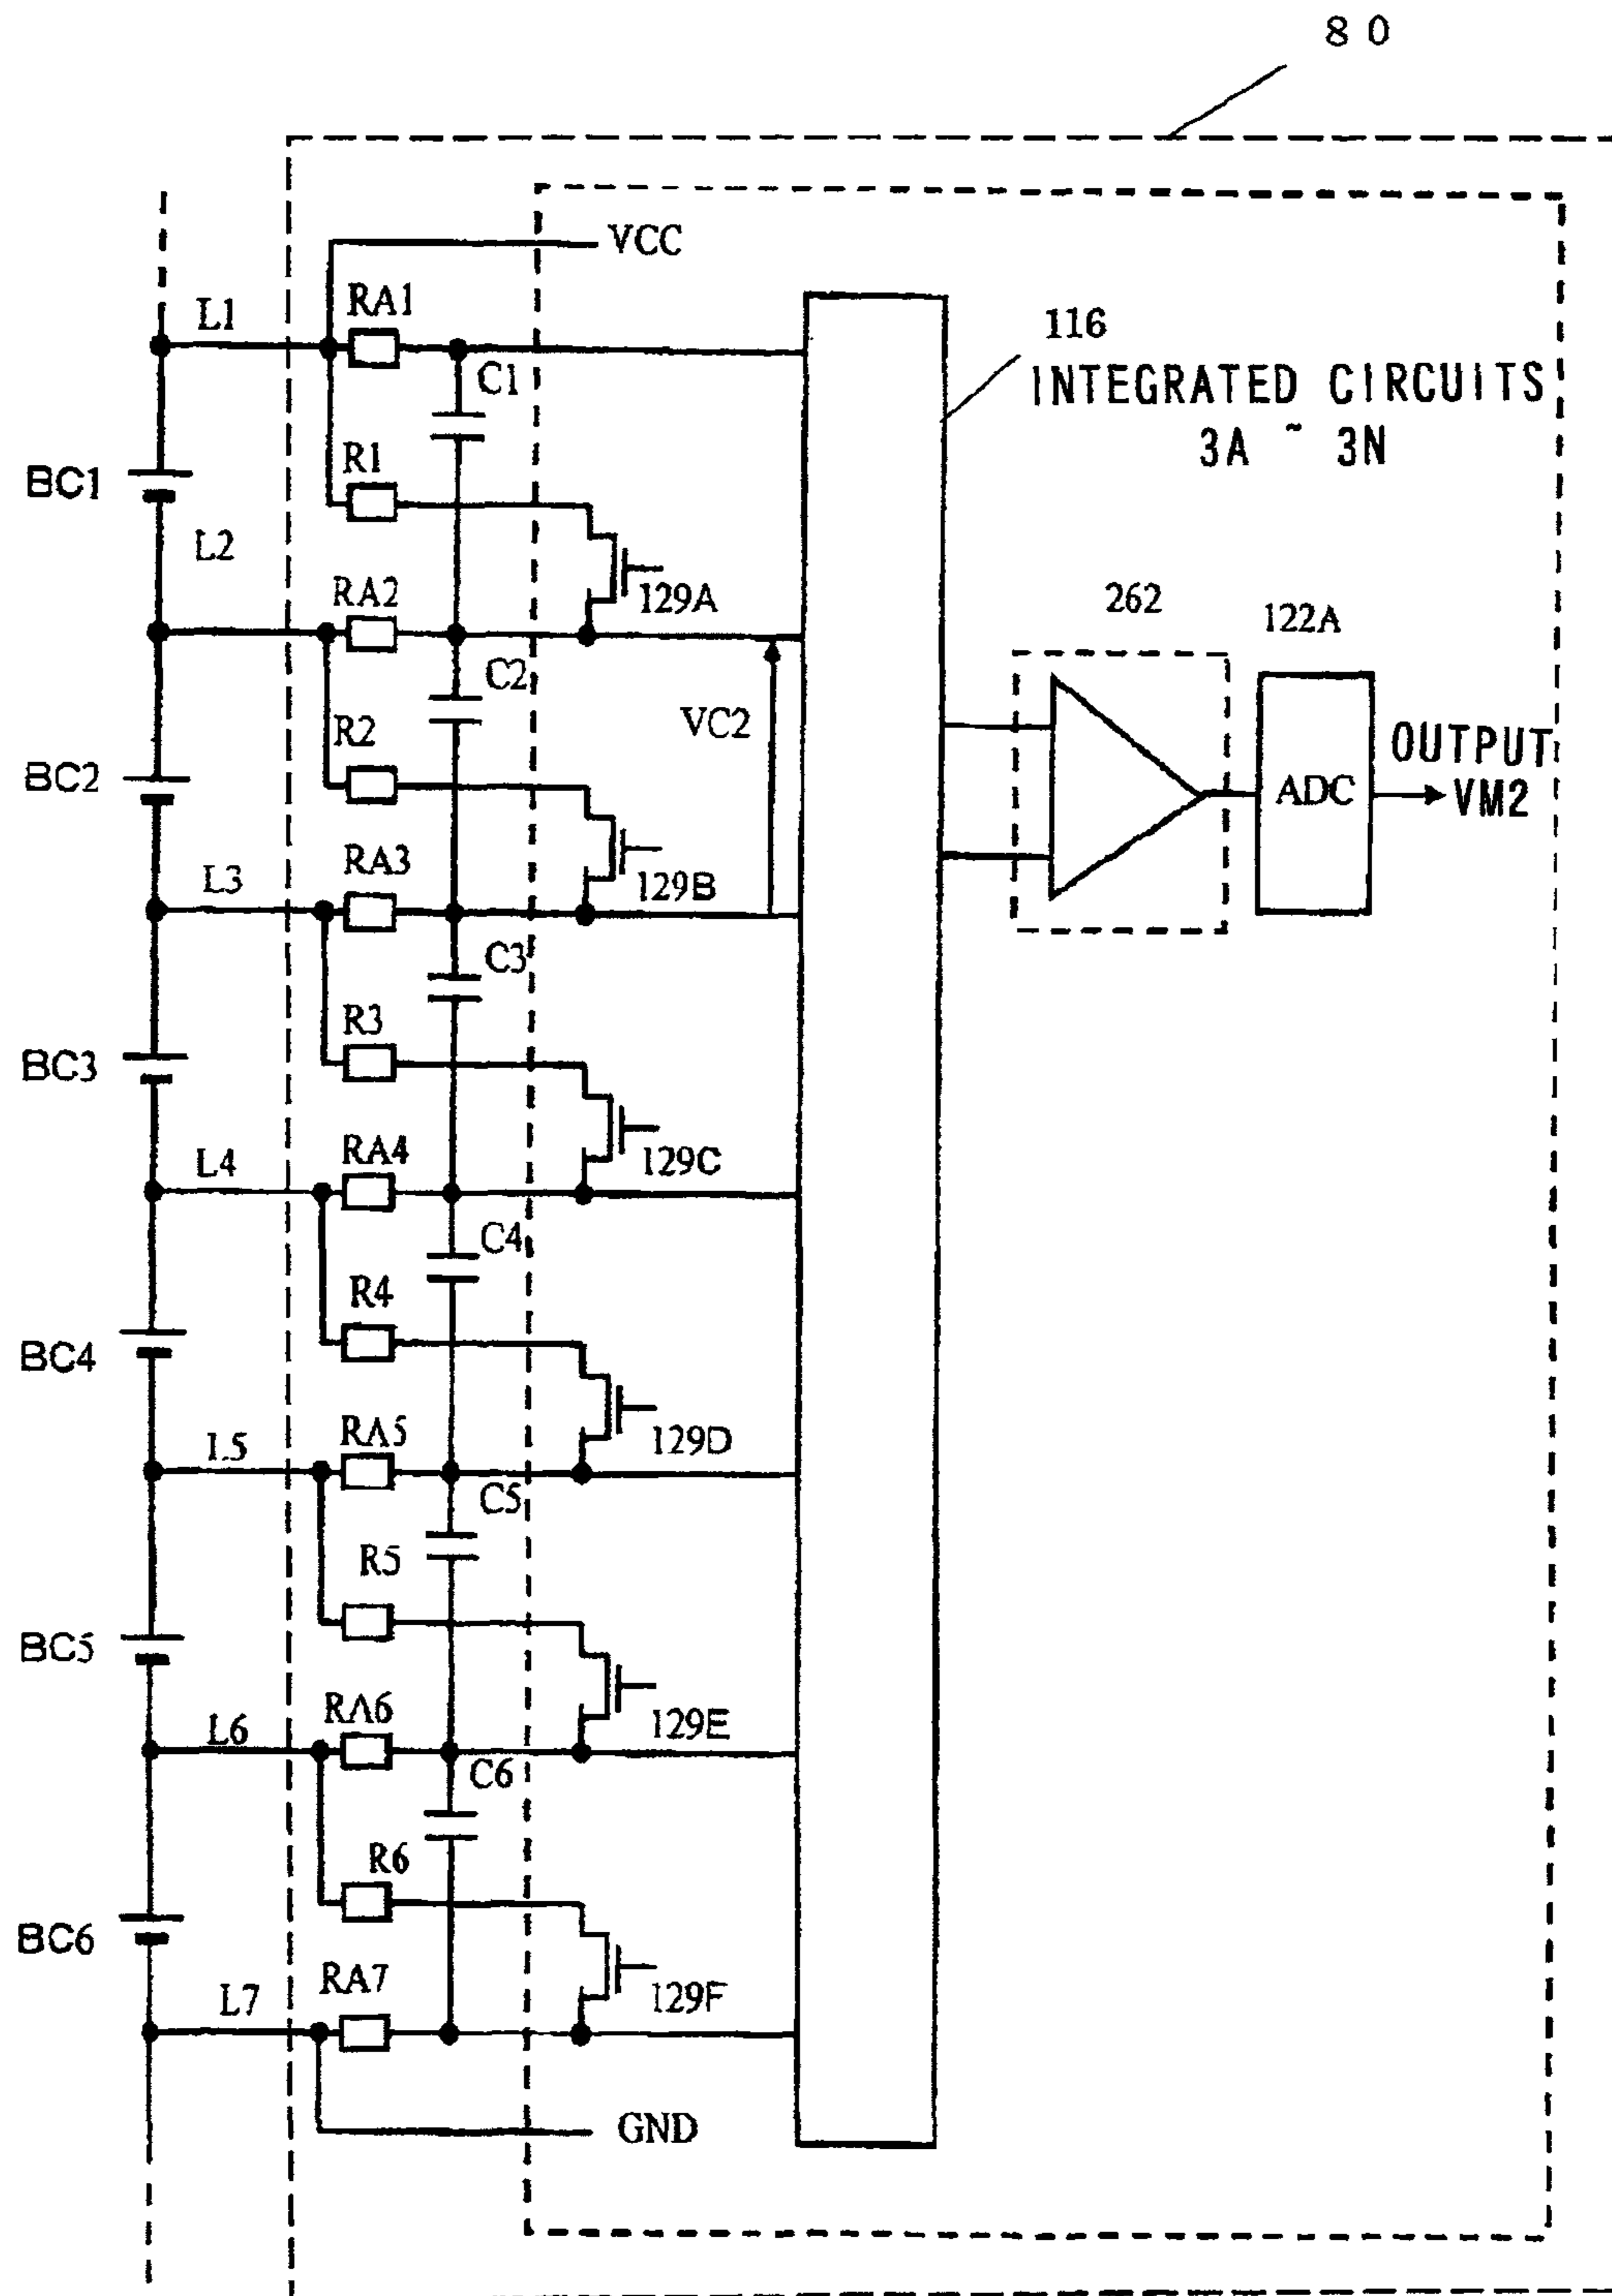 80
VCC
L1
RA1
C1
116
INTEGRATED CIRCUITS
3A ~ 3N
R1
BC1
L2
RA2
129A
262
122A
C2
VC2
R2
BC2
ADC
OUTPUT
VM2
RA3
L3
129B
C3
R3
BC3
RA4
L4
129C
C4
R4
BC4
RA5
L5
129D
C5
R5
BC5
RA6
L6
129E
C6
R6
BC6
RA7
L7
129F
GND